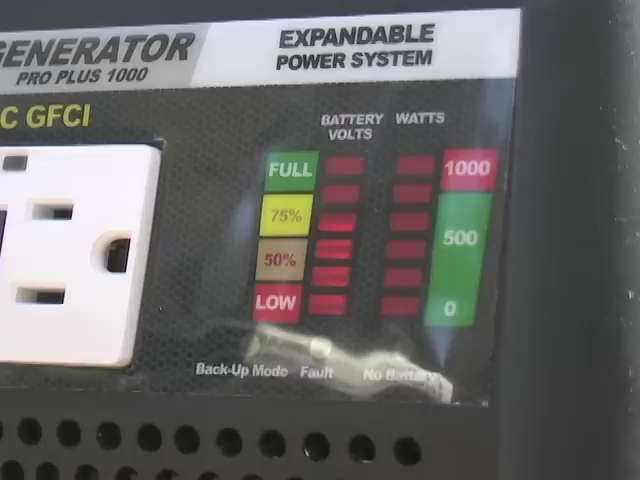 GENERATOR
PRO PLUS 1000
EXPANDABLE
POWER SYSTEM
C GFCI
BATTERY
VOLTS
WATTS
FULL
75%
50%
LOW
1000
500
0
Back-Up Mode Fault No Battery